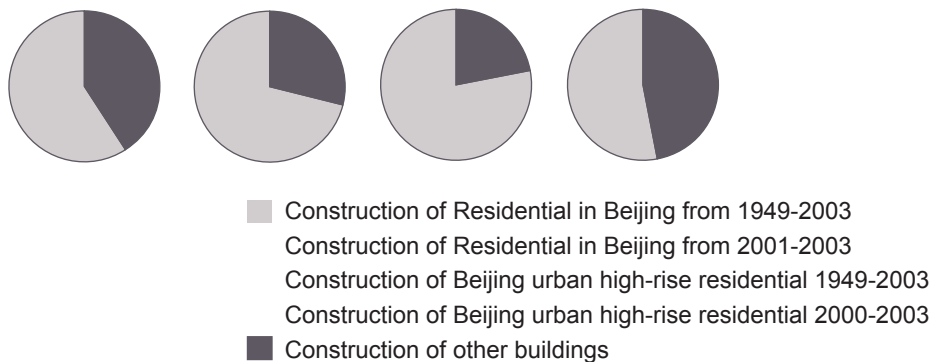 Construction of Residential in Beijing from 1949-2003
Construction of Residential in Beijing from 2001-2003
Construction of Beijing urban high-rise residential 1949-2003
Construction of Beijing urban high-rise residential 2000-2003
Construction of other buildings